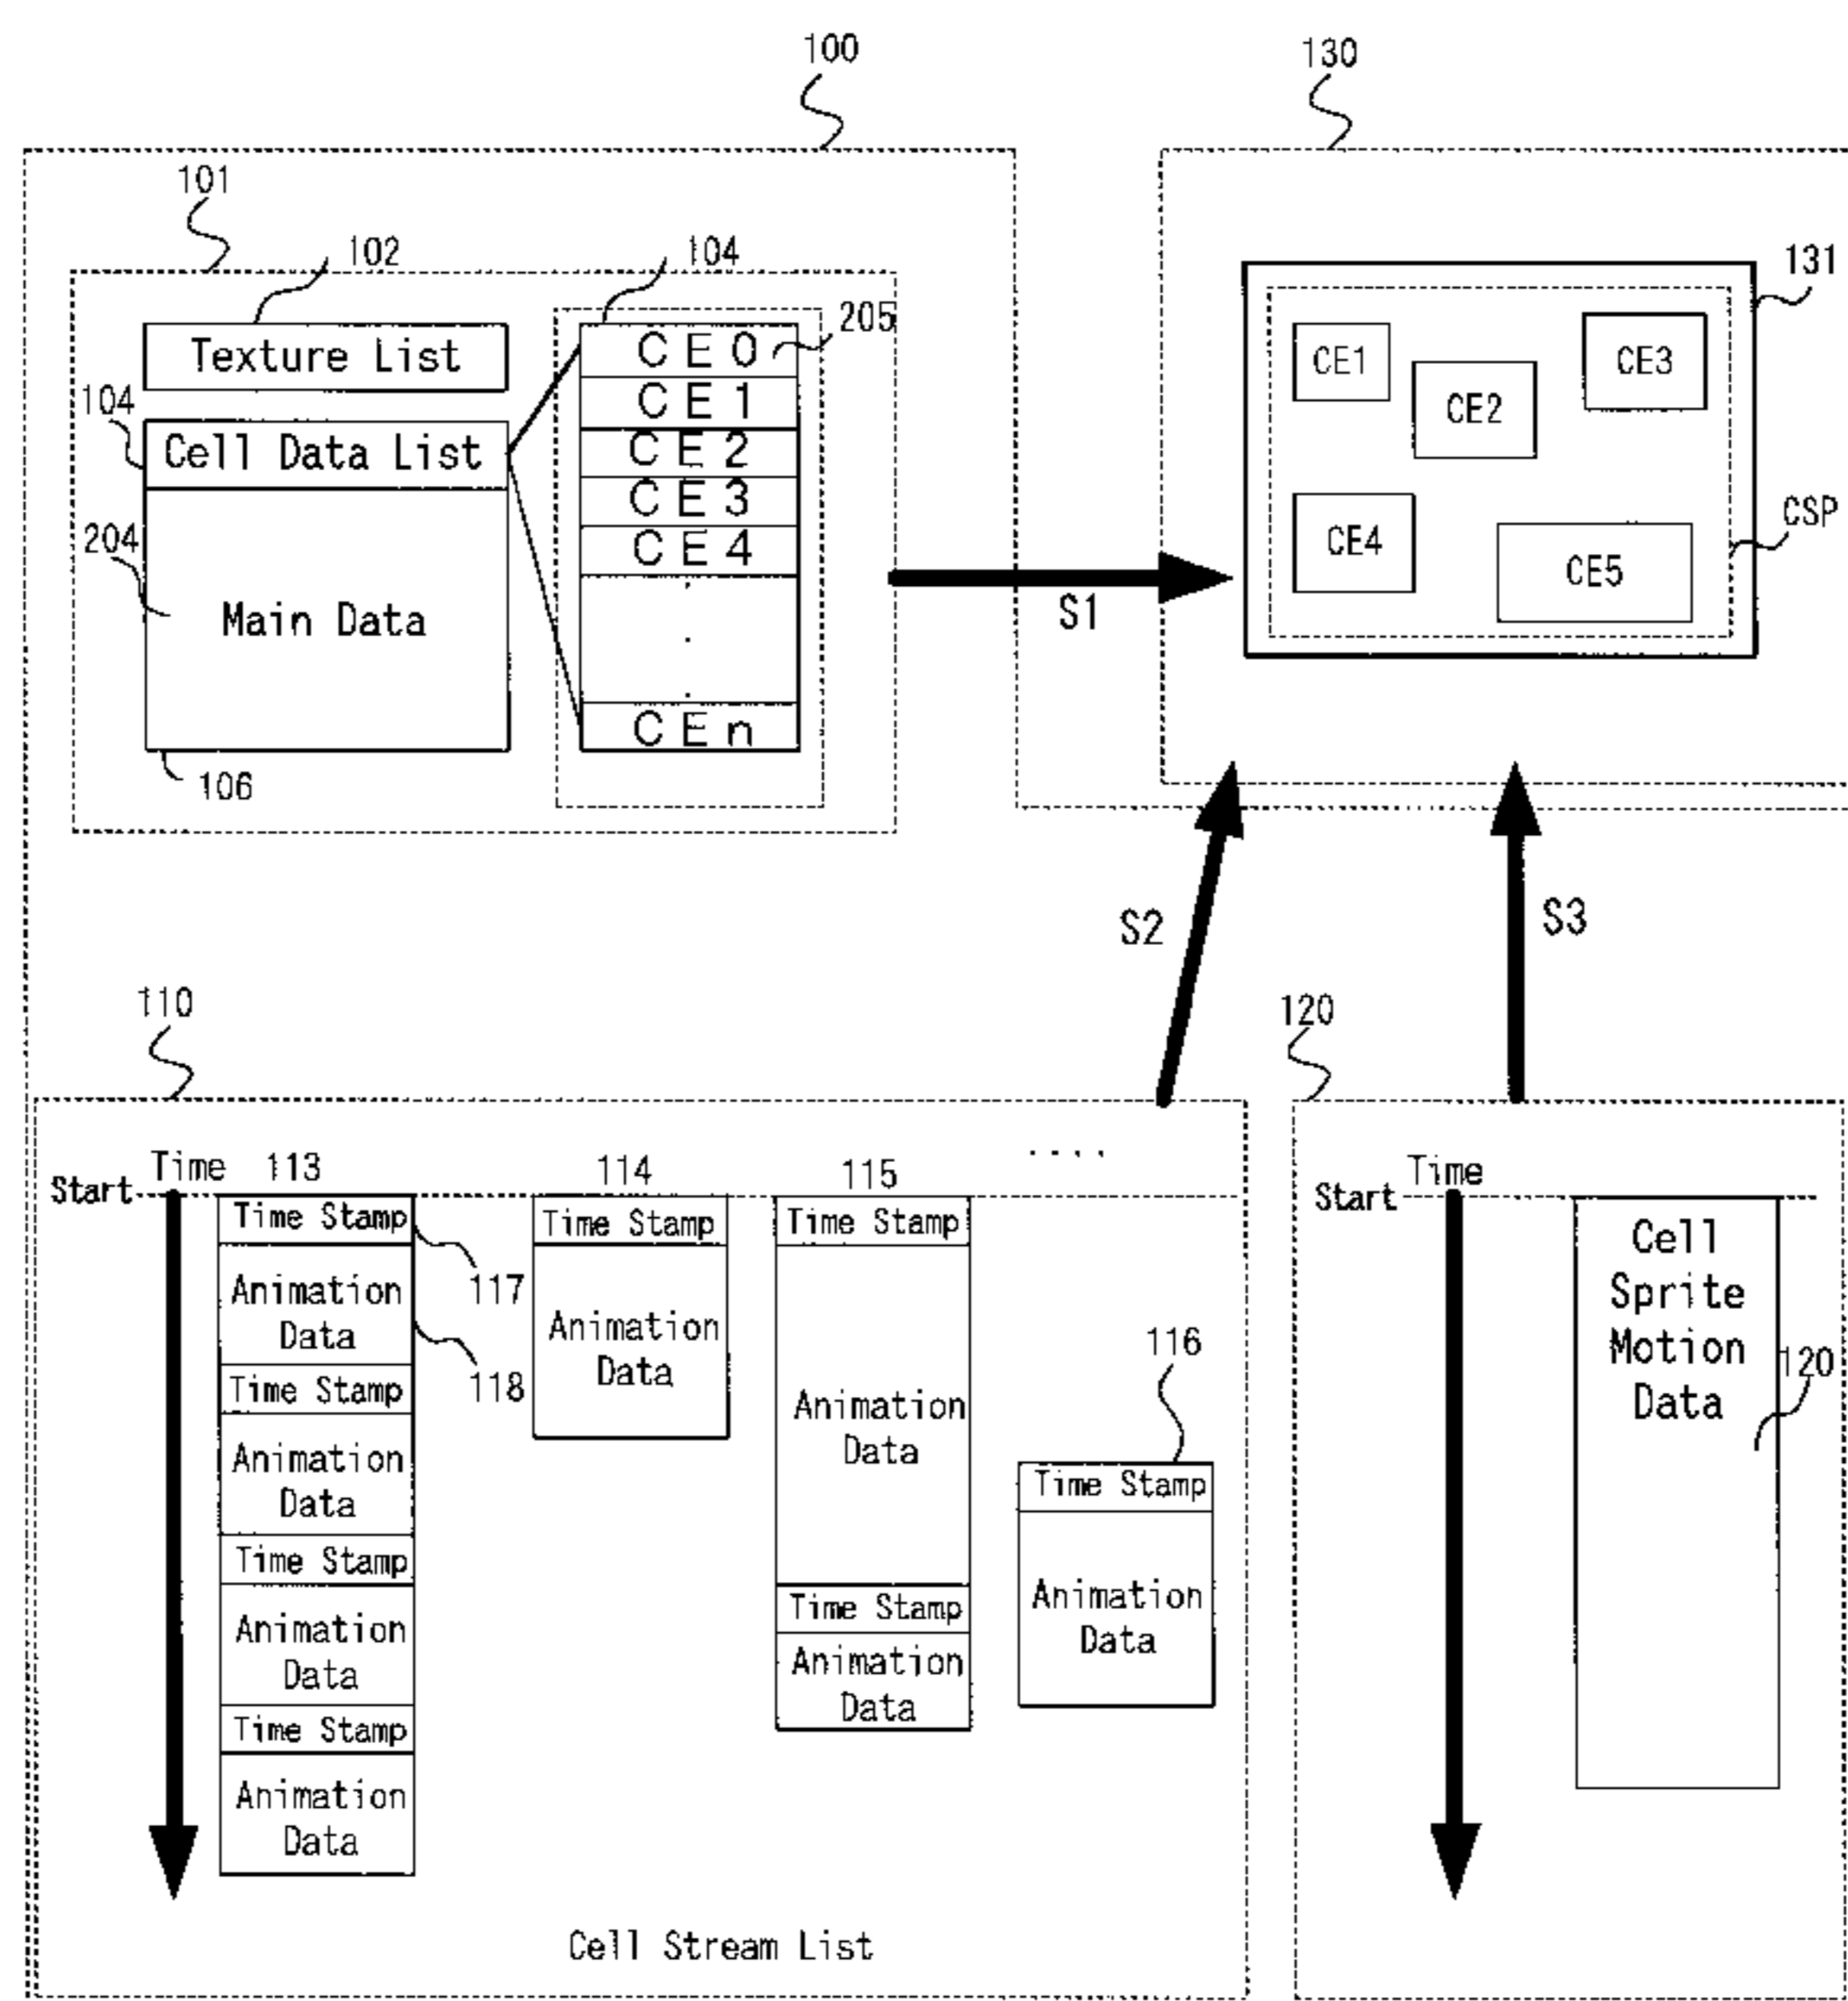 100
130
101
102
104
205
131
Texture List
CE0
CE1
CE2
CE3
CE4
.
.
.
CEn
104
Cell Data List
204
Main Data
106
CE1
CE2
CE3
CE4
CE5
CSP
S1
S2
S3
110
120
Start
Time
113
114
115
....
Time Stamp
Animation
Data
Time Stamp
Animation
Data
Time Stamp
Animation
Data
Time Stamp
Animation
Data
117
118
Time Stamp
Animation
Data
Time Stamp
Animation
Data
Time Stamp
Animation
Data
116
Time Stamp
Animation
Data
Cell Stream List
Start
Time
Cell
Sprite
Motion
Data
120